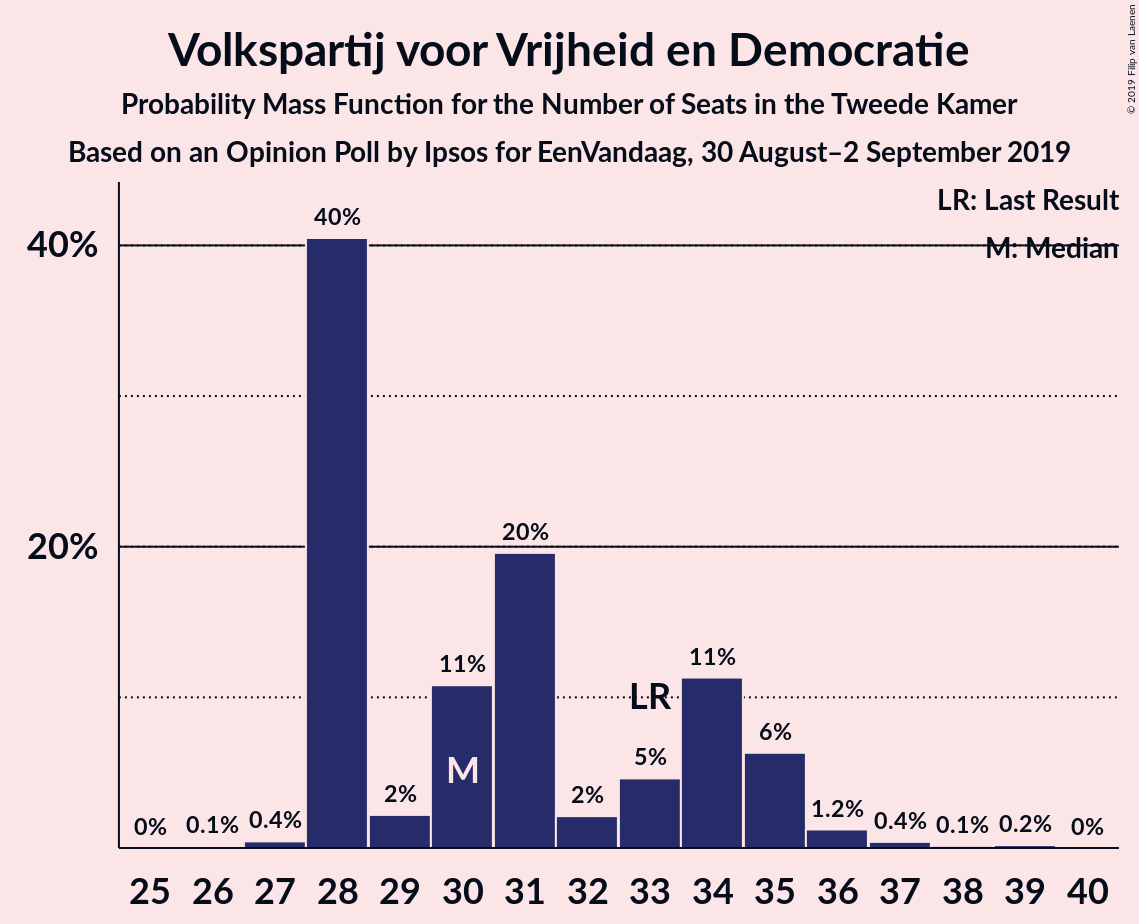 Volkspartij voor Vrijheid en Democratie
Probability Mass Function for the Number of Seats in the Tweede Kamer
Based on an Opinion Poll by Ipsos for EenVandaag, 30 August–2 September 2019
© 2019 Filip van Laenen
LR: Last Result
M: Median
40%
20%
0%
0.1%
0.4%
40%
2%
11%
20%
2%
5%
11%
6%
1.2%
0.4%
0.1%
0.2%
0%
LR
M
25 26 27 28 29 30 31 32 33 34 35 36 37 38 39 40